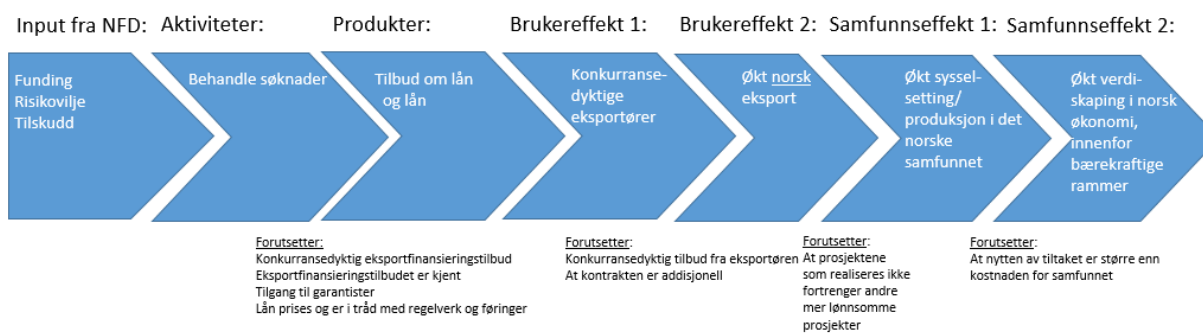 Input fra NFD:
Aktiviteter:
Produkter:
Brukereffekt 1:
Brukereffekt 2:
Samfunnseffekt 1:
Samfunnseffekt 2:
Funding
Risikovilje
Tilskudd
Behandle søknader
Tilbud om lån
og lån
Konkurranse-
dyktige
eksportører
Økt norsk
eksport
Økt syssel-
setting/
produksjon i det
norske
samfunnet
Økt verdi-
skaping i norsk
økonomi,
innenfor
bærekraftige
rammer
Forutsetter:
Konkurransedyktig eksportfinansieringstilbud
Eksportfinansieringstilbudet er kjent
Tilgang til garantister
Lån prises og er i tråd med regelverk og føringer
Forutsetter:
Konkurransedyktig tilbud fra eksportøren
At kontrakten er addisjonell
Forutsetter:
At prosjektene
som realiseres ikke
fortrenger andre
mer lønnsomme
prosjekter
Forutsetter:
At nytten av tiltaket er større enn
kostnaden for samfunnet